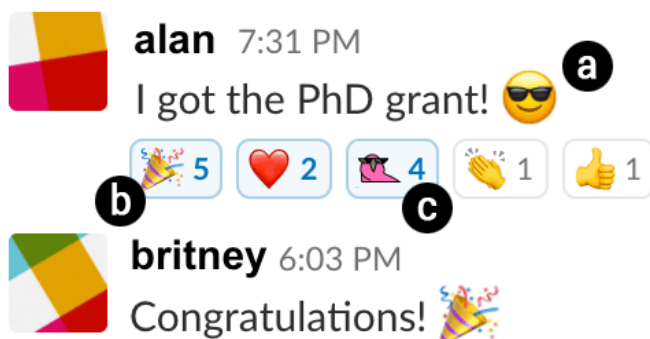 alan 7:31 PM
a
I got the PhD grant! 😎
🎉 5 ❤️ 2 4 👏 1 👍 1
b
c
britney 6:03 PM
Congratulations! 🎉